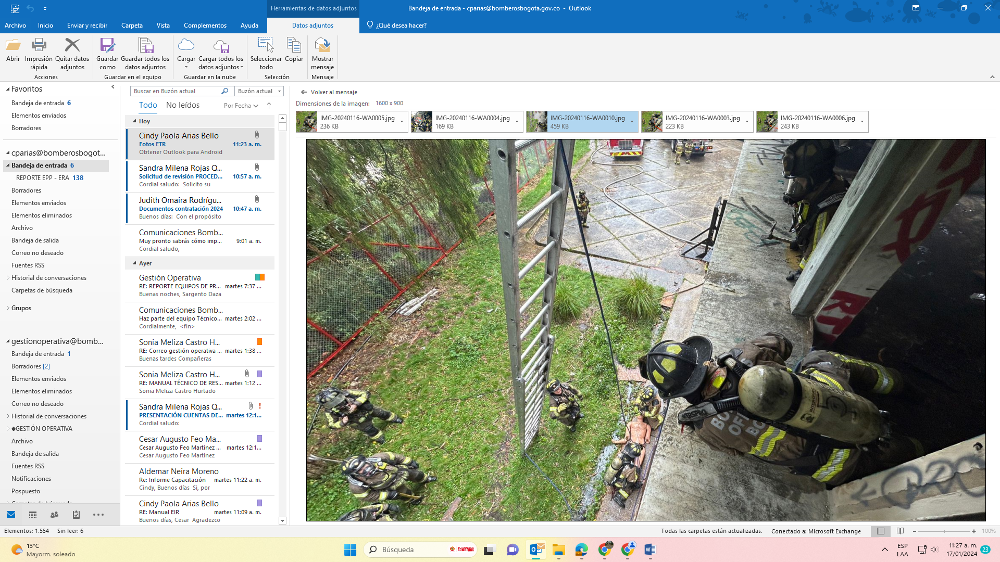 Herramientas de datos adjuntos
Bandeja de entrada - cparias@bomberosbogota.gov.co - Outlook
Archivo Inicio Enviar y recibir Carpeta Vista Complementos Ayuda Datos adjuntos ¿Qué desea hacer?
Abrir
Impresión rápida
Quitar datos adjuntos
Guardar como
Guardar todos los datos adjuntos
Cargar
Cargar todos los datos adjuntos
Seleccionar todo
Copiar
Mostrar mensaje
Acciones Guardar en el equipo Guardar en la nube Selección Mensaje
Favoritos
Bandeja de entrada 6
Elementos enviados
Borradores
cparias@bomberosbogot...
Bandeja de entrada 6
REPORTE EPP - ERA 138
Borradores
Elementos enviados
Elementos eliminados
Archivo
Bandeja de salida
Correo no deseado
Fuentes RSS
Historial de conversaciones
Carpetas de búsqueda
Grupos
gestionoperativa@bomb...
Bandeja de entrada 1
Borradores [2]
Elementos enviados
Elementos eliminados
Correo no deseado
Historial de conversaciones
♣GESTIÓN OPERATIVA
Archivo
Bandeja de salida
Fuentes RSS
Notificaciones
Pospuesto
Buscar en Buzón actual Buzón actual
Todo No leídos Por Fecha
Hoy
Cindy Paola Arias Bello
Fotos ETR 11:23 a. m.
Obtener Outlook para Android
Sandra Milena Rojas Q...
Solicitud de revisión PROCED... 10:57 a. m.
Cordial saludo: Solicito su
Judith Omaira Rodrígu...
Documentos contratación 2024 10:47 a. m.
Buenos días: Con el propósito
Comunicaciones Bomb...
Muy pronto sabrás cómo imp... 9:01 a. m.
Cordial saludo,
Ayer
Gestión Operativa
RE: REPORTE EQUIPOS DE PR... martes 7:37 ...
Buenas noches, Sargento Daza
Comunicaciones Bomb...
Haz parte del equipo Técnico... martes 2:02 ...
Cordialmente, <fin>
Sonia Meliza Castro H...
RE: Correo gestión operativa ... martes 1:38 ...
Buenas tardes Compañeras
Sonia Meliza Castro H...
RE: MANUAL TÉCNICO DE RES... martes 1:12 ...
Sonia Meliza Castro Hurtado
Sandra Milena Rojas Q...
PRESENTACIÓN CUENTAS DE... martes 12:1...
Cordial saludo:
Cesar Augusto Feo Ma...
Cesar Augusto Feo Martinez ... martes 12:1...
Cesar Augusto Feo Martinez
Aldemar Neira Moreno
Re: Informe Capacitación martes 11:22 a. m.
Cindy, Buenos días Si, por
Cindy Paola Arias Bello
RE: Manual EIR martes 11:09 a. m.
Buenos días, Cesar Agradezco
Volver al mensaje
Dimensiones de la imagen: 1600 x 900
IMG-20240116-WA0005.jpg
236 KB
IMG-20240116-WA0004.jpg
169 KB
IMG-20240116-WA0010.jpg
459 KB
IMG-20240116-WA0003.jpg
223 KB
IMG-20240116-WA0006.jpg
243 KB
Elementos: 1.554 Sin leer: 6
Todas las carpetas están actualizadas. Conectado a: Microsoft Exchange 100%
13°C
Mayorm. soleado
Búsqueda
BOMBEROS
ESP
LAA
11:27 a. m.
17/01/2024
23